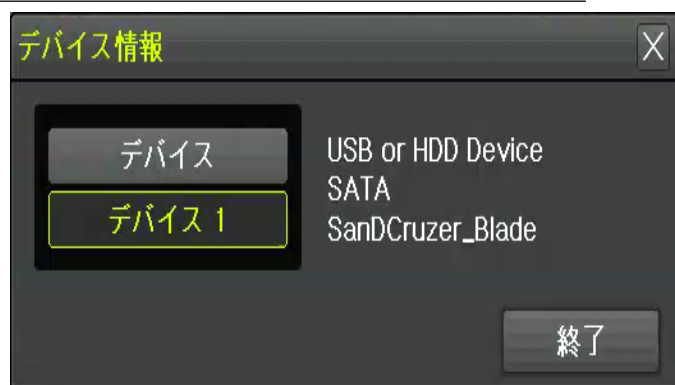 デバイス情報
X
デバイス
デバイス 1
USB or HDD Device
SATA
SanDCruzer_Blade
終了